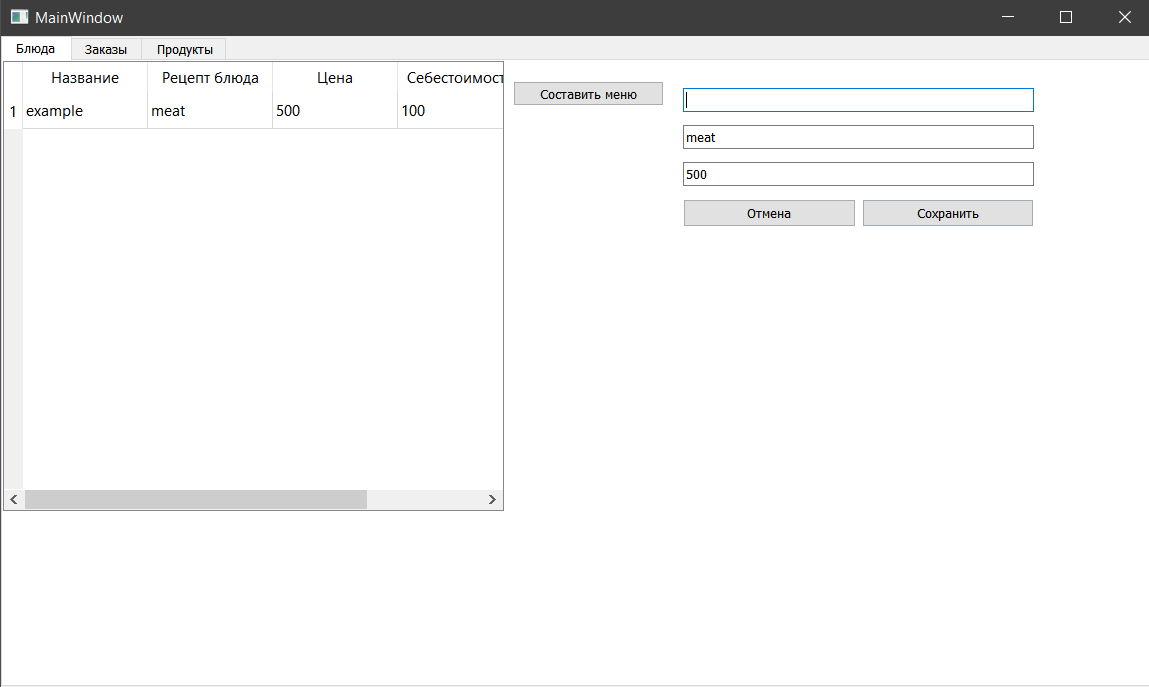 MainWindow
Блюда Заказы Продукты
Название Рецепт блюда Цена Себестоимост
1 example meat 500 100
Составить меню
meat
500
Отмена Сохранить